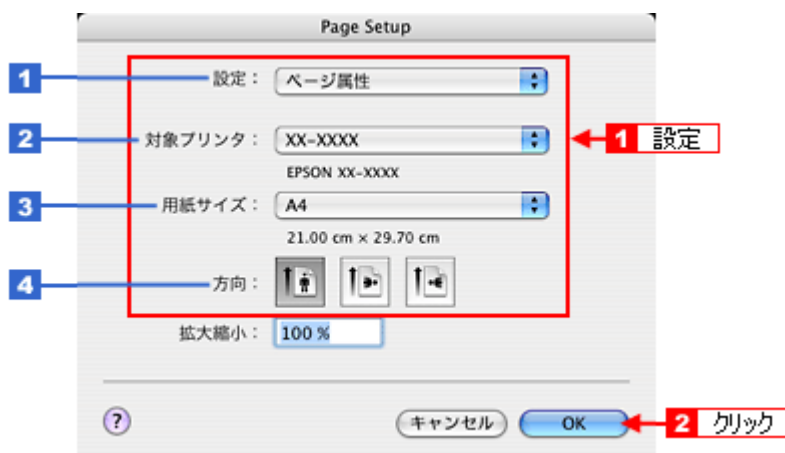 Page Setup
1 設定： ページ属性
2 対象プリンタ： XX-XXXX
1 設定
EPSON XX-XXXX
3 用紙サイズ： A4
21.00 cm × 29.70 cm
4 方向：
拡大縮小： 100 %
? キャンセル OK
2 クリック